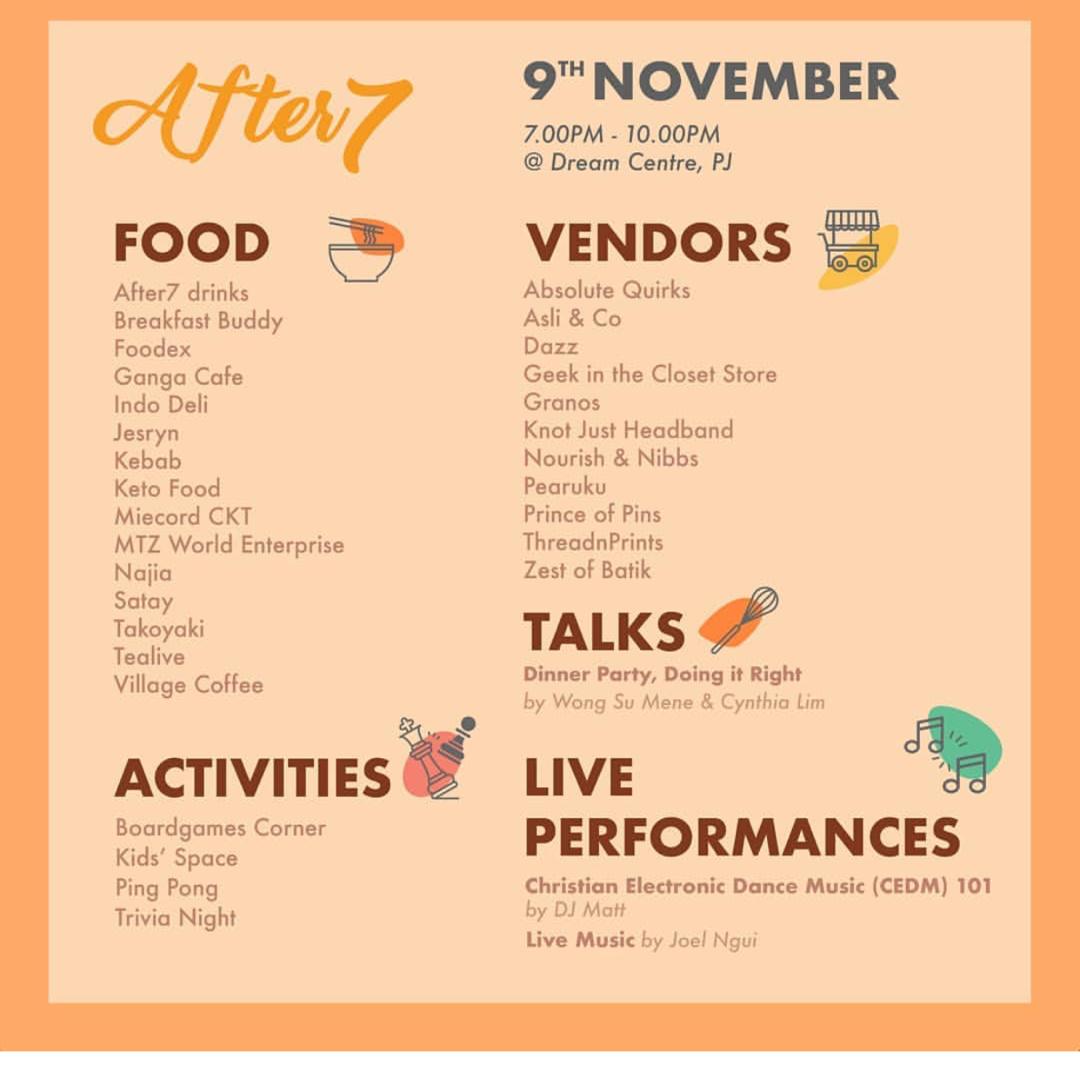 After7
9TH NOVEMBER
7.00PM - 10.00PM
@ Dream Centre, PJ
FOOD
After7 drinks
Breakfast Buddy
Foodex
Ganga Cafe
Indo Deli
Jesryn
Kebab
Keto Food
Miecord CKT
MTZ World Enterprise
Najia
Satay
Takoyaki
Tealive
Village Coffee
ACTIVITIES
Boardgames Corner
Kids' Space
Ping Pong
Trivia Night
VENDORS
Absolute Quirks
Asli & Co
Dazz
Geek in the Closet Store
Granos
Knot Just Headband
Nourish & Nibbs
Pearuku
Prince of Pins
ThreadnPrints
Zest of Batik
TALKS
Dinner Party, Doing it Right
by Wong Su Mene & Cynthia Lim
LIVE
PERFORMANCES
Christian Electronic Dance Music (CEDM) 101
by DJ Matt
Live Music by Joel Ngui